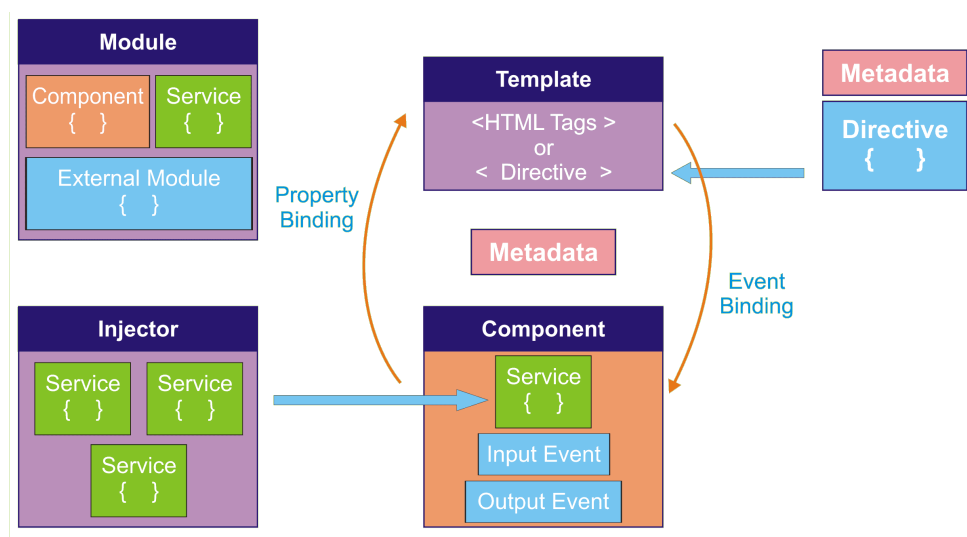 Module
Component
{ }
Service
{ }
External Module
{ }
Template
<HTML Tags >
or
< Directive >
Metadata
Directive
{ }
Property
Binding
Metadata
Event
Binding
Injector
Service
{ }
Service
{ }
Service
{ }
Component
Service
{ }
Input Event
Output Event